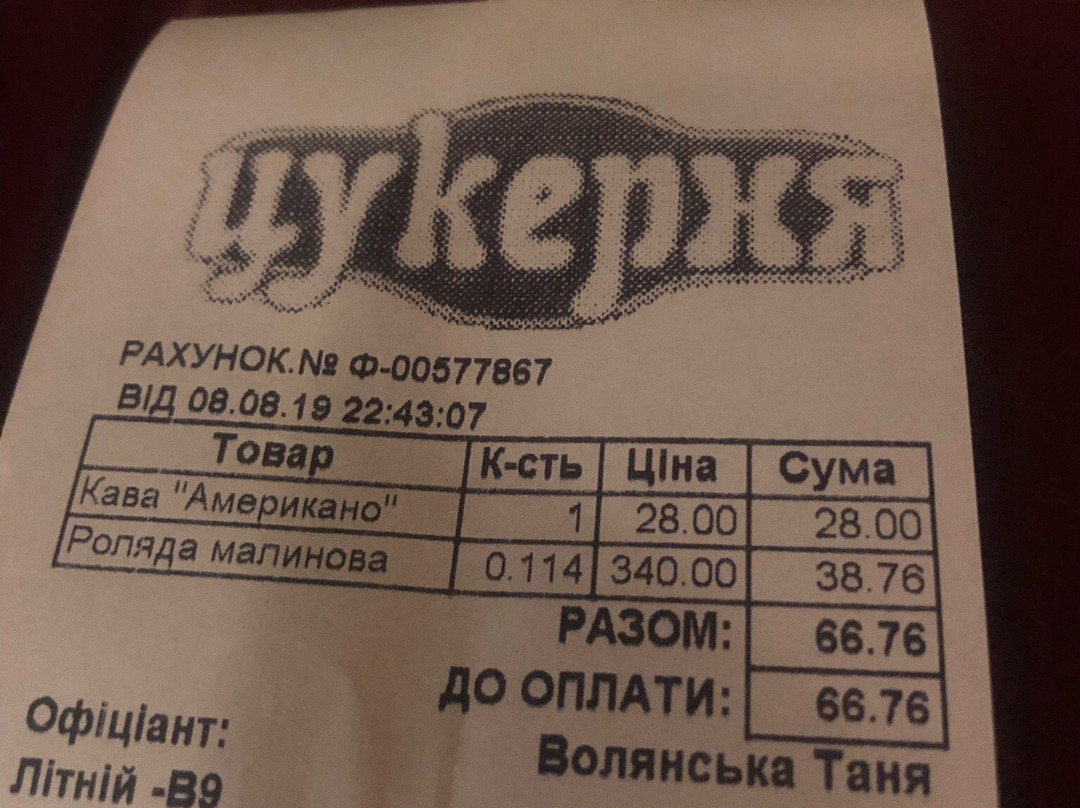 цукерня
РАХУНОК.№ Ф-00577867
ВІД 08.08.19 22:43:07
Товар К-сть Ціна Сума
Кава "Американо" 1 28.00 28.00
Роляда малинова 0.114 340.00 38.76
РАЗОМ: 66.76
ДО ОПЛАТИ: 66.76
Офіціант: Волянська Таня
Літній -В9